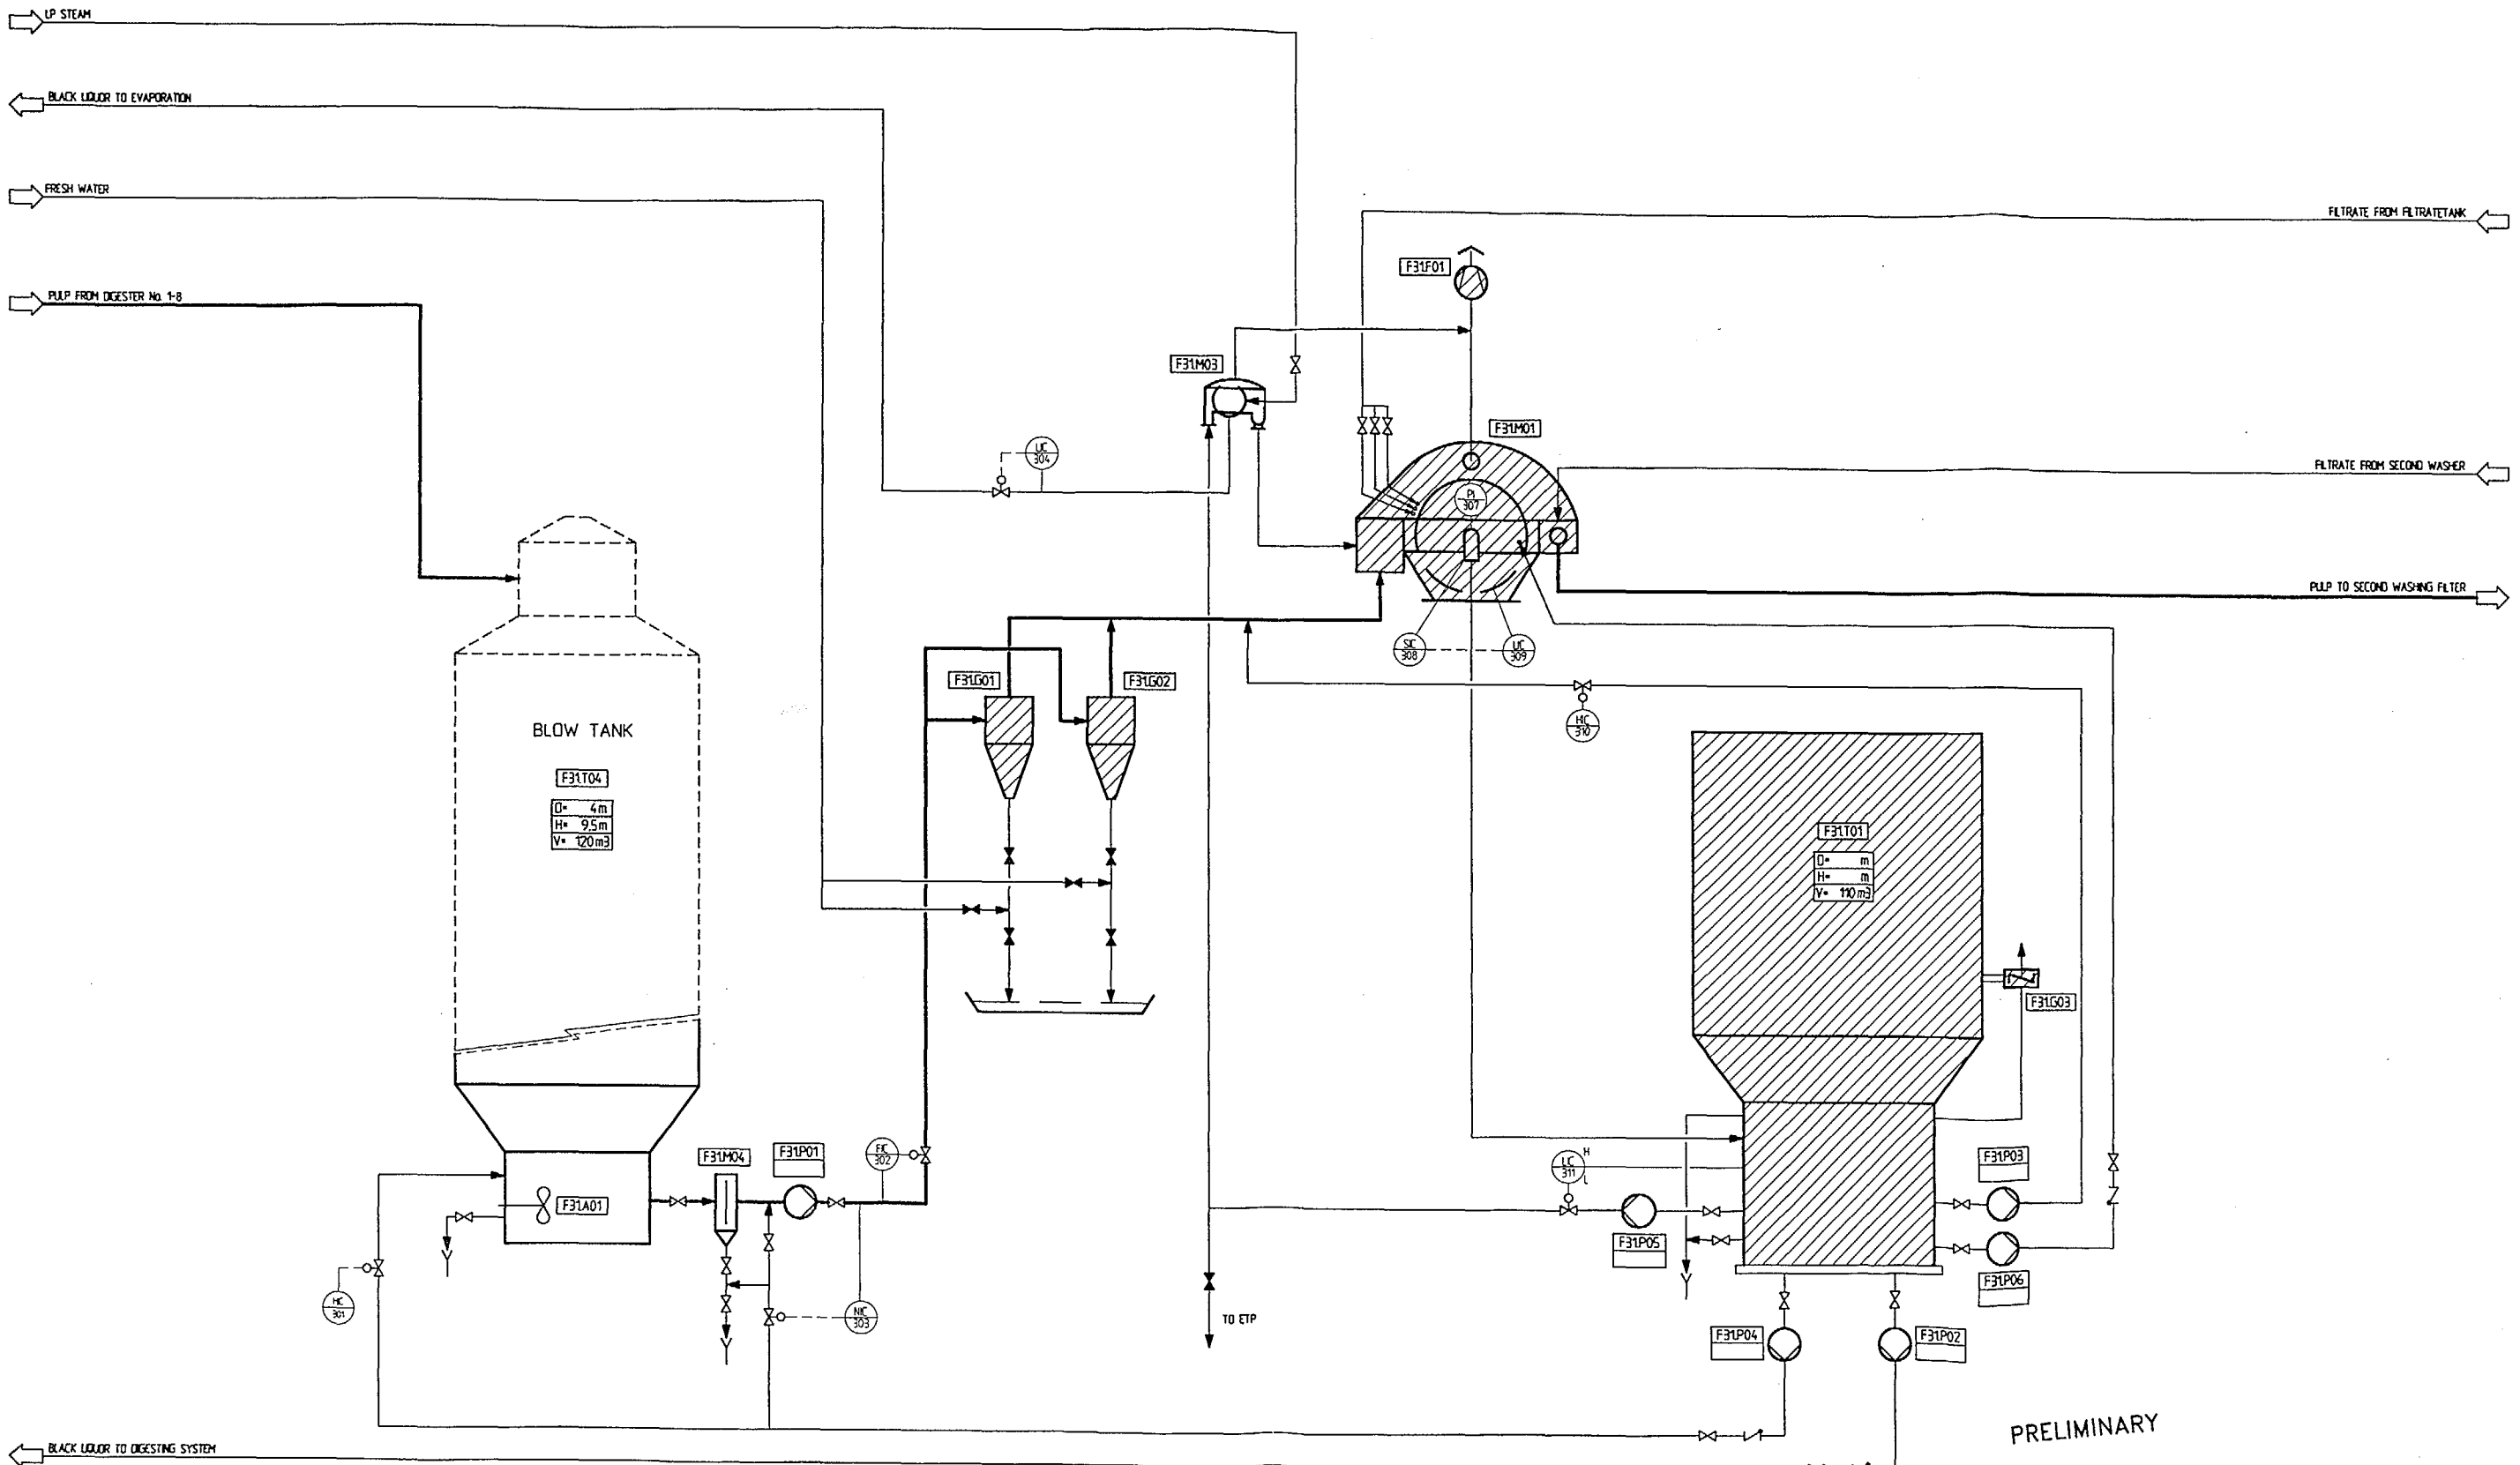 LP STEAM
BLACK LIQUOR TO EVAPORATION
FRESH WATER
FILTRATE FROM FILTRATETANK
F31.F01
PULP FROM DIGESTER No. 1-8
F31.M03
F31.M01
LIC
304
FILTRATE FROM SECOND WASHER
PI
307
PULP TO SECOND WASHING FILTER
SIC
308
LIC
309
F31.G01
F31.G02
HIC
310
BLOW TANK
F31.T04
D= 4m
H= 9.5m
V= 120m3
F31.T01
D= m
H= m
V= 110m3
F31.G03
F31.M04
F31.P01
FIC
302
LIC
311
H
L
F31.P03
F31.A01
F31.P05
F31.P06
HIC
301
NIC
303
TO ETP
F31.P04
F31.P02
PRELIMINARY
BLACK LIQUOR TO DIGESTING SYSTEM